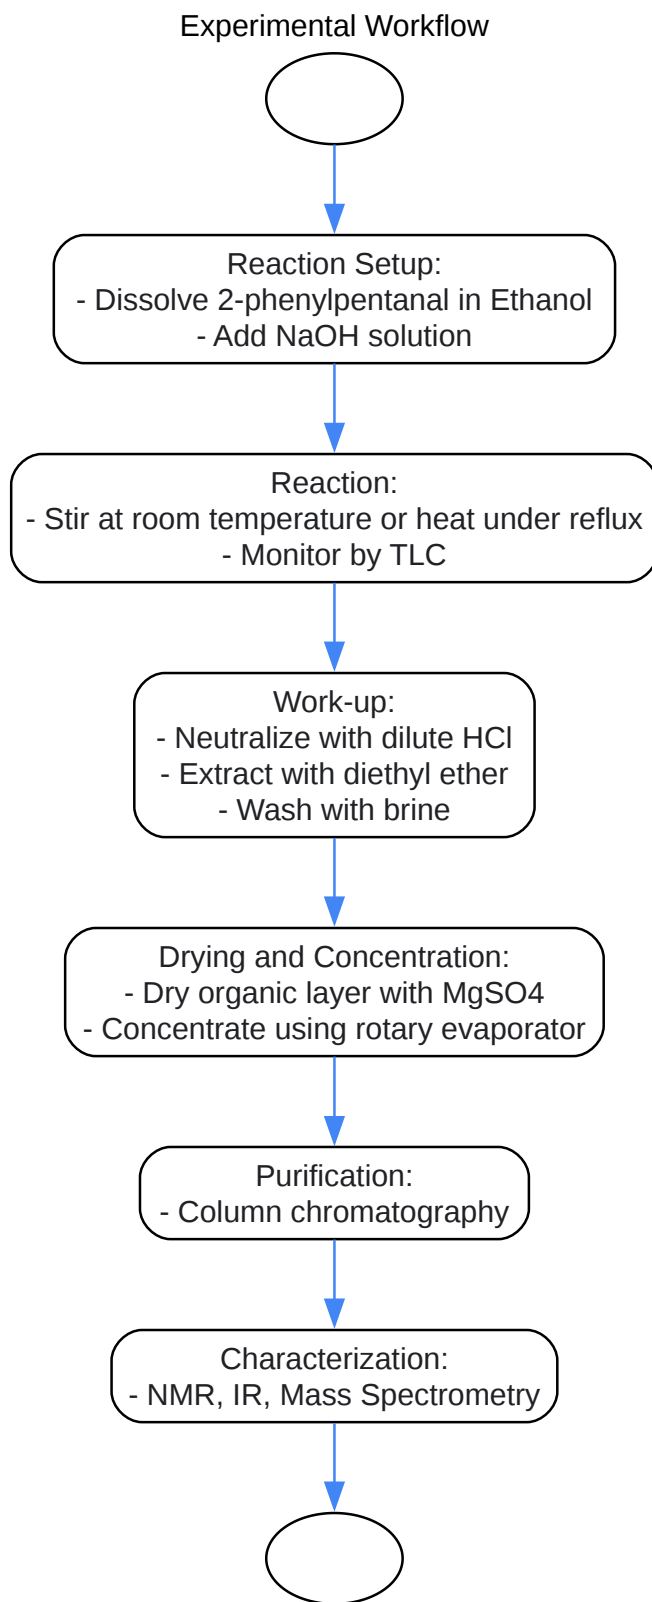 Experimental Workflow
Reaction Setup:
- Dissolve 2-phenylpentanal in Ethanol
- Add NaOH solution
Reaction:
- Stir at room temperature or heat under reflux
- Monitor by TLC
Work-up:
- Neutralize with dilute HCl
- Extract with diethyl ether
- Wash with brine
Drying and Concentration:
- Dry organic layer with MgSO4
- Concentrate using rotary evaporator
Purification:
- Column chromatography
Characterization:
- NMR, IR, Mass Spectrometry